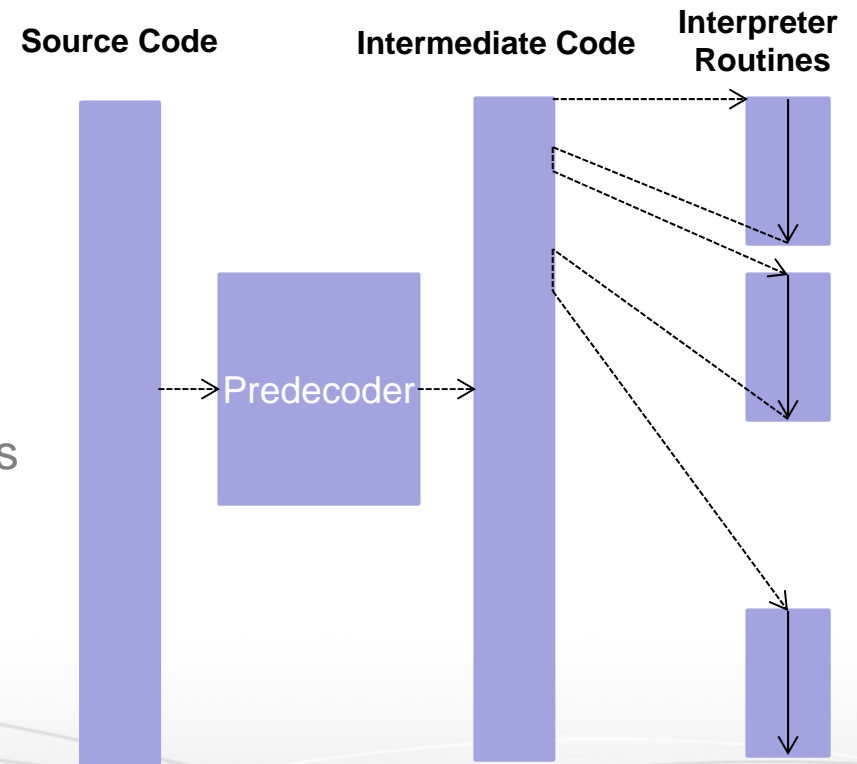 Source Code
Intermediate Code
Interpreter
Routines
Predecoder
s